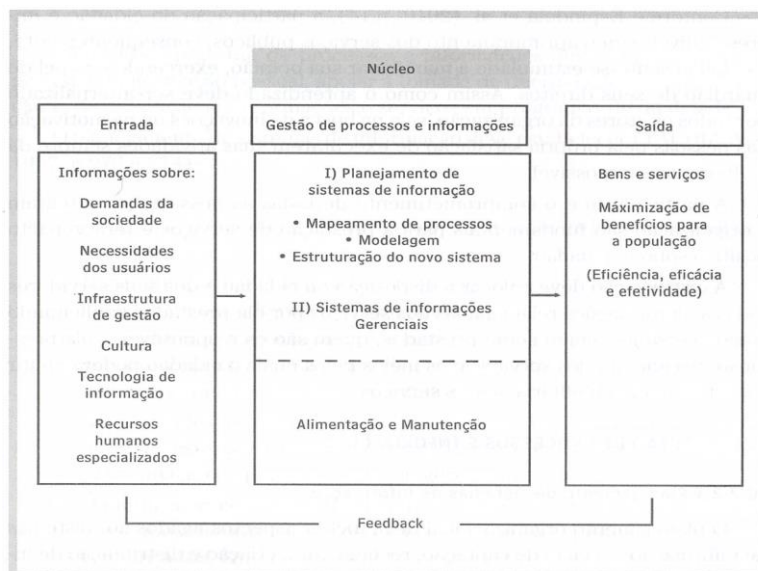 Núcleo
Entrada
Informações sobre:
Demandas da
sociedade
Necessidades
dos usuários
Infraestrutura
de gestão
Cultura
Tecnologia de
informação
Recursos
humanos
especializados
Gestão de processos e informações
I) Planejamento de
sistemas de informação
• Mapeamento de processos
• Modelagem
• Estruturação do novo sistema
II) Sistemas de informações
Gerenciais
Alimentação e Manutenção
Saída
Bens e serviços
Máximização de
benefícios para
a população
(Eficiência, eficácia
e efetividade)
Feedback